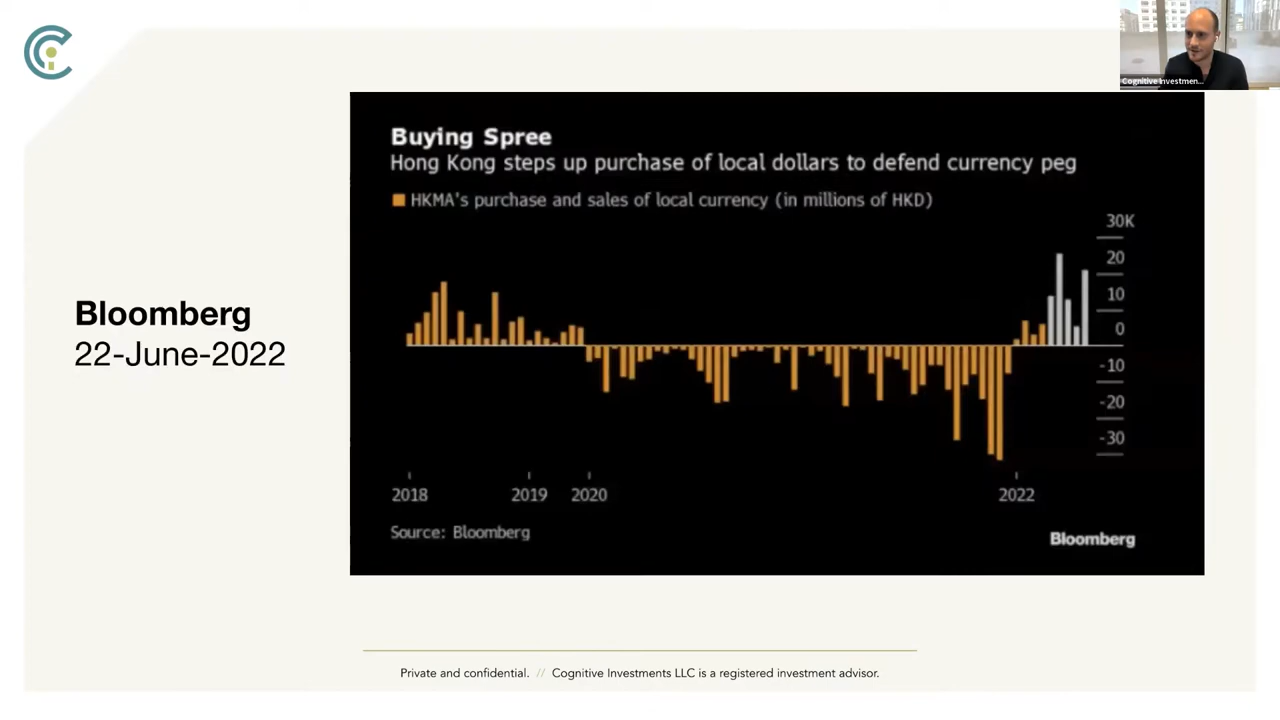 Cognitive Investmen...
Buying Spree
Hong Kong steps up purchase of local dollars to defend currency peg
HKMA's purchase and sales of local currency (in millions of HKD)
30K
20
10
0
-10
-20
-30
2018 2019 2020 2022
Source: Bloomberg
Bloomberg
Bloomberg
22-June-2022
Private and confidential. // Cognitive Investments LLC is a registered investment advisor.